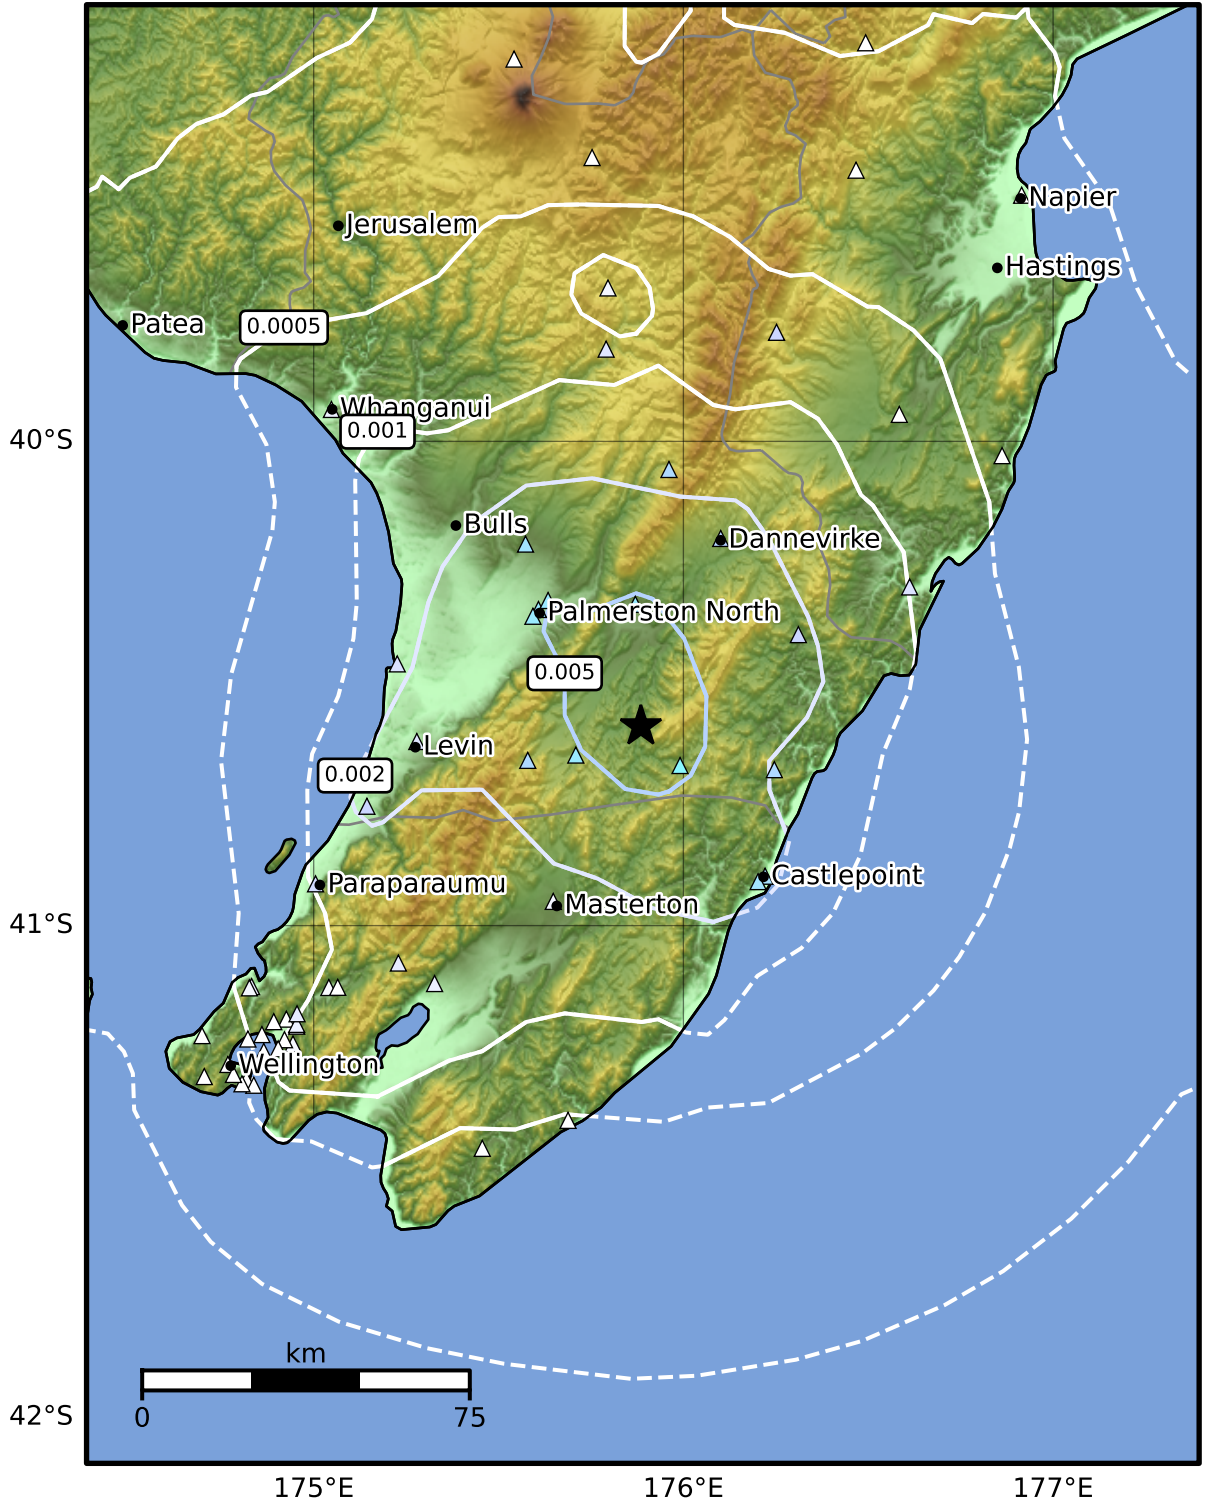 Napier
Jerusalem
Hastings
Patea
0.0005
Whanganui
0.001
40°S
Bulls
Dannevirke
Palmerston North
0.005
Levin
0.002
Castlepoint
Paraparaumu
Masterton
41°S
Wellington
km
0 75
42°S
175°E 176°E 177°E